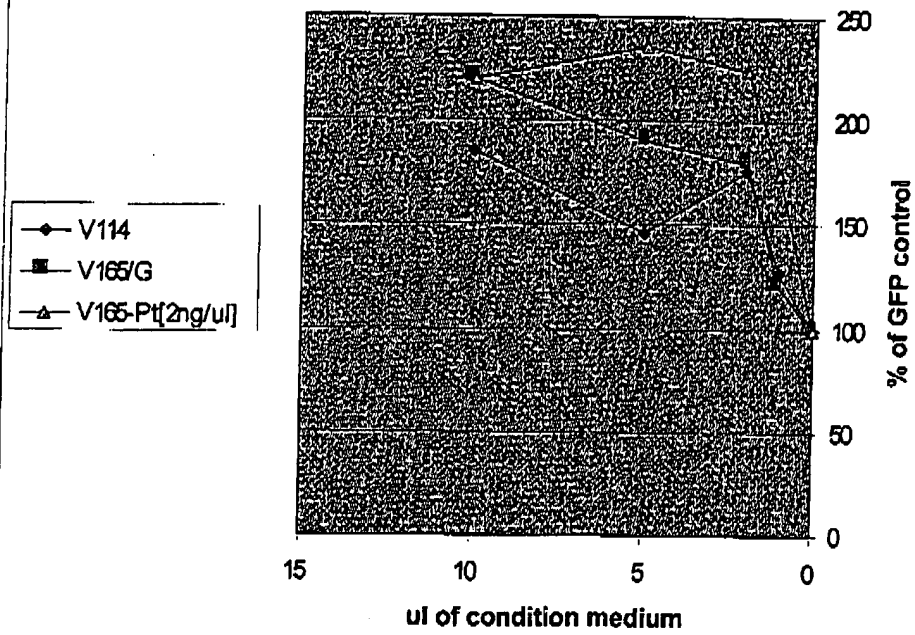 V114
V165/G
V165-Pt[2ng/ul]
250
200
150
100
50
0
% of GFP control
15 10 5 0
ul of condition medium